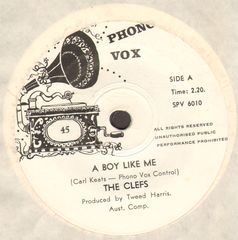 PHONO
VOX
SIDE A
Time: 2.20.
SPV 6010
45
ALL RIGHTS RESERVED
UNAUTHORISED PUBLIC
PERFORMANCE PROHIBITED
A BOY LIKE ME
(Carl Keats — Phono Vox Control)
THE CLEFS
Produced by Tweed Harris.
Aust. Comp.